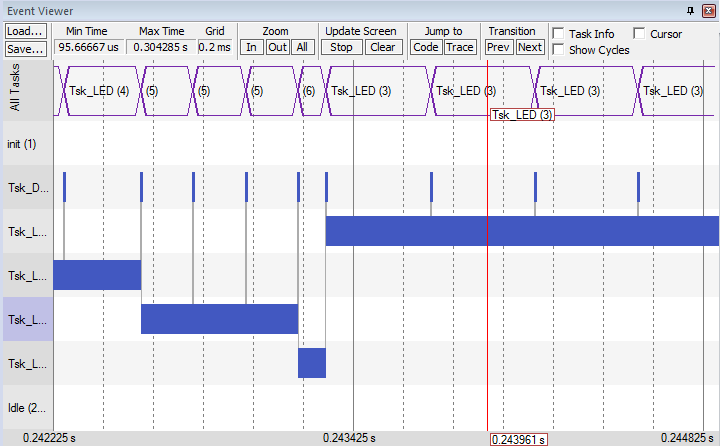 Event Viewer
Load... Min Time Max Time Grid Zoom Update Screen Jump to Transition Task Info Cursor
Save... 95.66667 us 0.304285 s 0.2 ms In Out All Stop Clear Code Trace Prev Next Show Cycles
All Tasks Tsk_LED (4) (5) (5) (5) (6) Tsk_LED (3) Tsk_LED (3) Tsk_LED (3) Tsk_LED (3)
Tsk_LED (3)
init (1)
Tsk_D...
Tsk_L...
Tsk_L...
Tsk_L...
Tsk_L...
Idle (2...
0.242225 s 0.243425 s 0.243961 s 0.244825 s